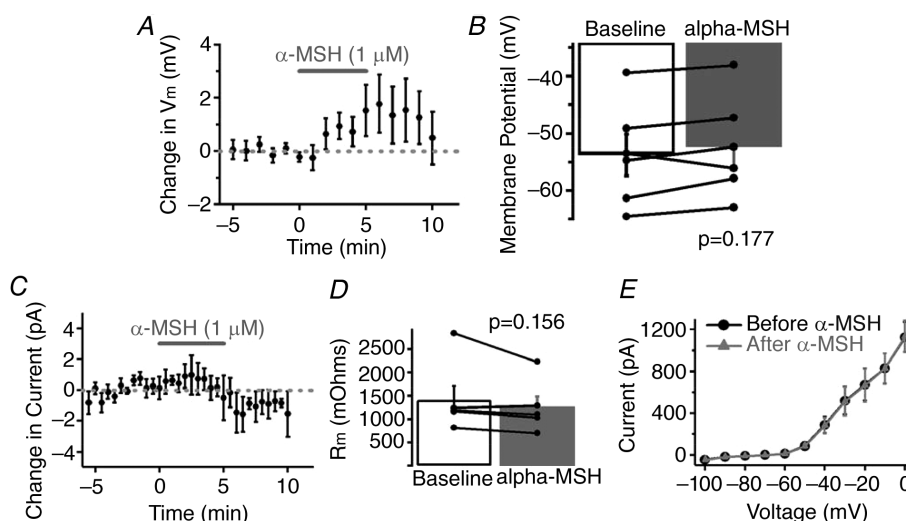 A
Change in Vm (mV)
4
2
0
−2
α-MSH (1 μM)
−5
0
5
10
Time (min)
B
Baseline
alpha-MSH
Membrane Potential (mV)
−40
−50
−60
p=0.177
C
Change in Current (pA)
4
2
0
−2
−4
α-MSH (1 μM)
−5
0
5
10
Time (min)
D
p=0.156
Rm (mOhms)
2500
2000
1500
1000
500
Baseline
alpha-MSH
E
Before α-MSH
After α-MSH
Current (pA)
1200
800
400
0
−100
−80
−60
−40
−20
0
Voltage (mV)